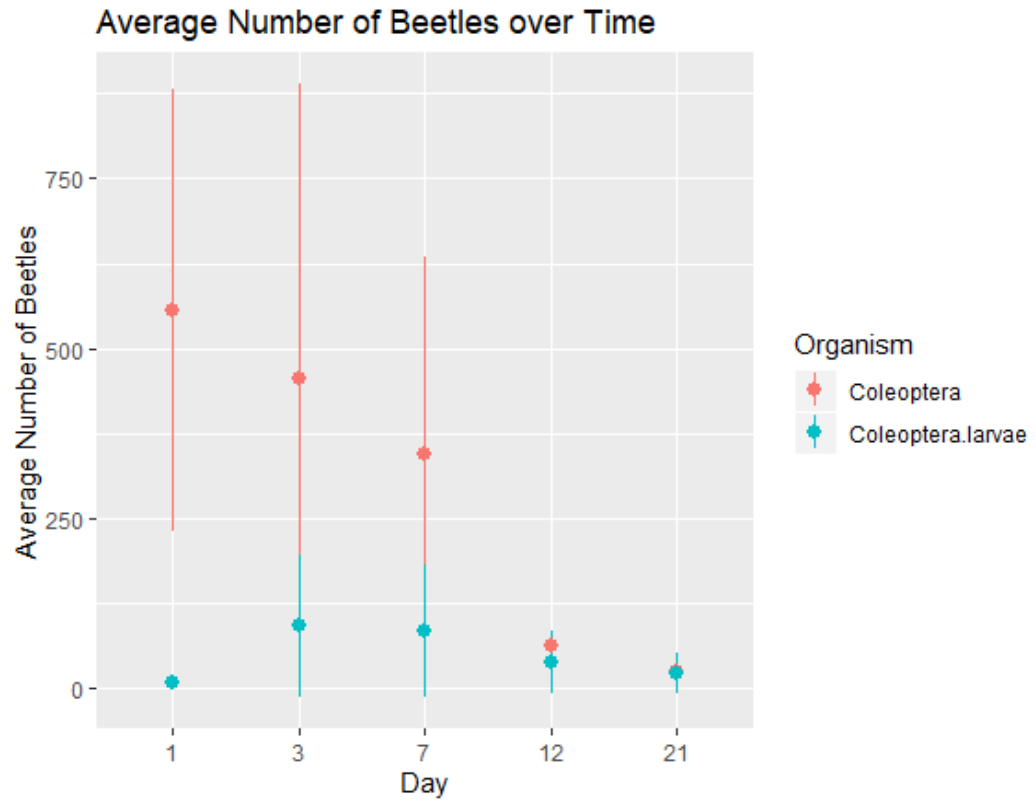 Average Number of Beetles over Time
Average Number of Beetles
750
500
250
0
1 3 7 12 21
Day
Organism
Coleoptera
Coleoptera.larvae